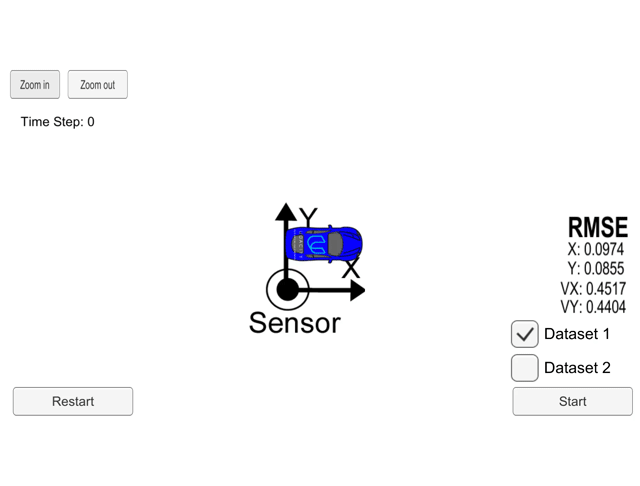 Zoom in
Zoom out
Time Step: 0
Y
X
Sensor
RMSE
X: 0.0974
Y: 0.0855
VX: 0.4517
VY: 0.4404
Dataset 1
Dataset 2
Restart
Start